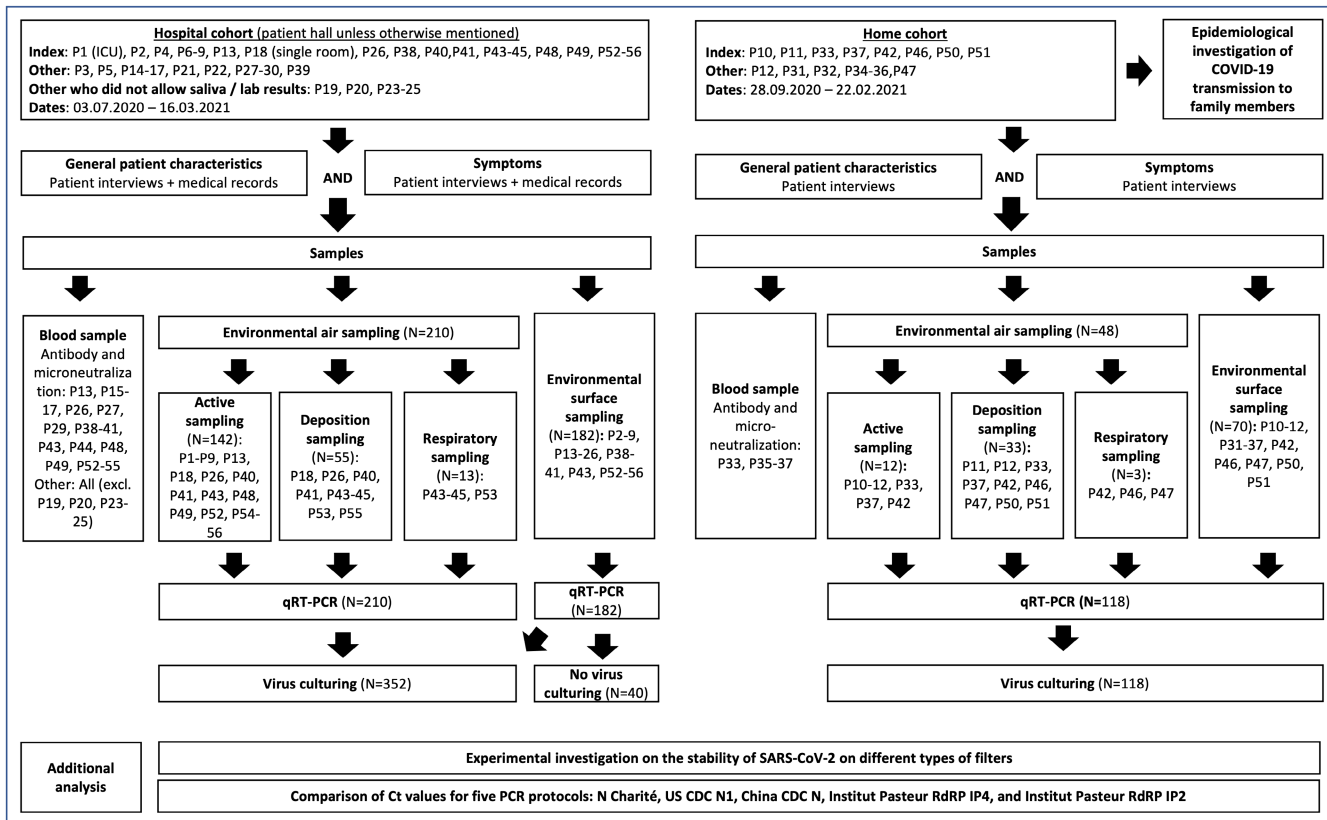 Hospital cohort (patient hall unless otherwise mentioned)
Index: P1 (ICU), P2, P4, P6-9, P13, P18 (single room), P26, P38, P40,P41, P43-45, P48, P49, P52-56
Other: P3, P5, P14-17, P21, P22, P27-30, P39
Other who did not allow saliva / lab results: P19, P20, P23-25
Dates: 03.07.2020 – 16.03.2021
Home cohort
Index: P10, P11, P33, P37, P42, P46, P50, P51
Other: P12, P31, P32, P34-36,P47
Dates: 28.09.2020 – 22.02.2021
Epidemiological
investigation of
COVID-19
transmission to
family members
General patient characteristics
Patient interviews + medical records
AND
Symptoms
Patient interviews + medical records
General patient characteristics
Patient interviews
AND
Symptoms
Patient interviews
Samples
Samples
Blood sample
Antibody and
microneutraliza
tion: P13, P15-
17, P26, P27,
P29, P38-41,
P43, P44, P48,
P49, P52-55
Other: All (excl.
P19, P20, P23-
25)
Environmental air sampling (N=210)
Active
sampling
(N=142):
P1-P9, P13,
P18, P26, P40,
P41, P43, P48,
P49, P52, P54-
56
Deposition
sampling
(N=55):
P18, P26, P40,
P41, P43-45,
P53, P55
Respiratory
sampling
(N=13):
P43-45, P53
Environmental
surface
sampling
(N=182): P2-9,
P13-26, P38-
41, P43, P52-56
Blood sample
Antibody and
micro-
neutralization:
P33, P35-37
Environmental air sampling (N=48)
Active
sampling
(N=12):
P10-12, P33,
P37, P42
Deposition
sampling
(N=33):
P11, P12, P33,
P37, P42, P46,
P47, P50, P51
Respiratory
sampling
(N=3):
P42, P46, P47
Environmental
surface
sampling
(N=70): P10-12,
P31-37, P42,
P46, P47, P50,
P51
qRT-PCR (N=210)
qRT-PCR
(N=182)
qRT-PCR (N=118)
Virus culturing (N=352)
No virus
culturing (N=40)
Virus culturing (N=118)
Additional
analysis
Experimental investigation on the stability of SARS-CoV-2 on different types of filters
Comparison of Ct values for five PCR protocols: N Charité, US CDC N1, China CDC N, Institut Pasteur RdRP IP4, and Institut Pasteur RdRP IP2